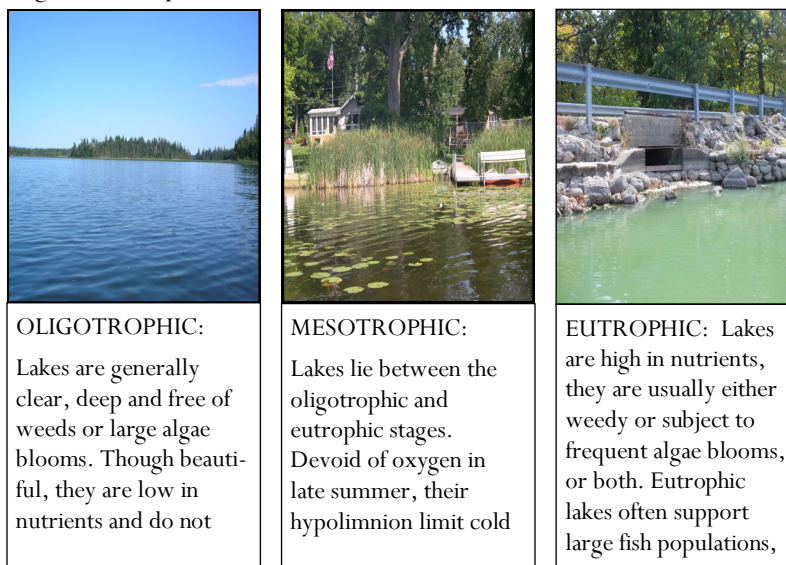 OLIGOTROPHIC:
Lakes are generally
clear, deep and free of
weeds or large algae
blooms. Though beauti-
ful, they are low in
nutrients and do not
MESOTROPHIC:
Lakes lie between the
oligotrophic and
eutrophic stages.
Devoid of oxygen in
late summer, their
hypolimnion limit cold
EUTROPHIC: Lakes
are high in nutrients,
they are usually either
weedy or subject to
frequent algae blooms,
or both. Eutrophic
lakes often support
large fish populations,